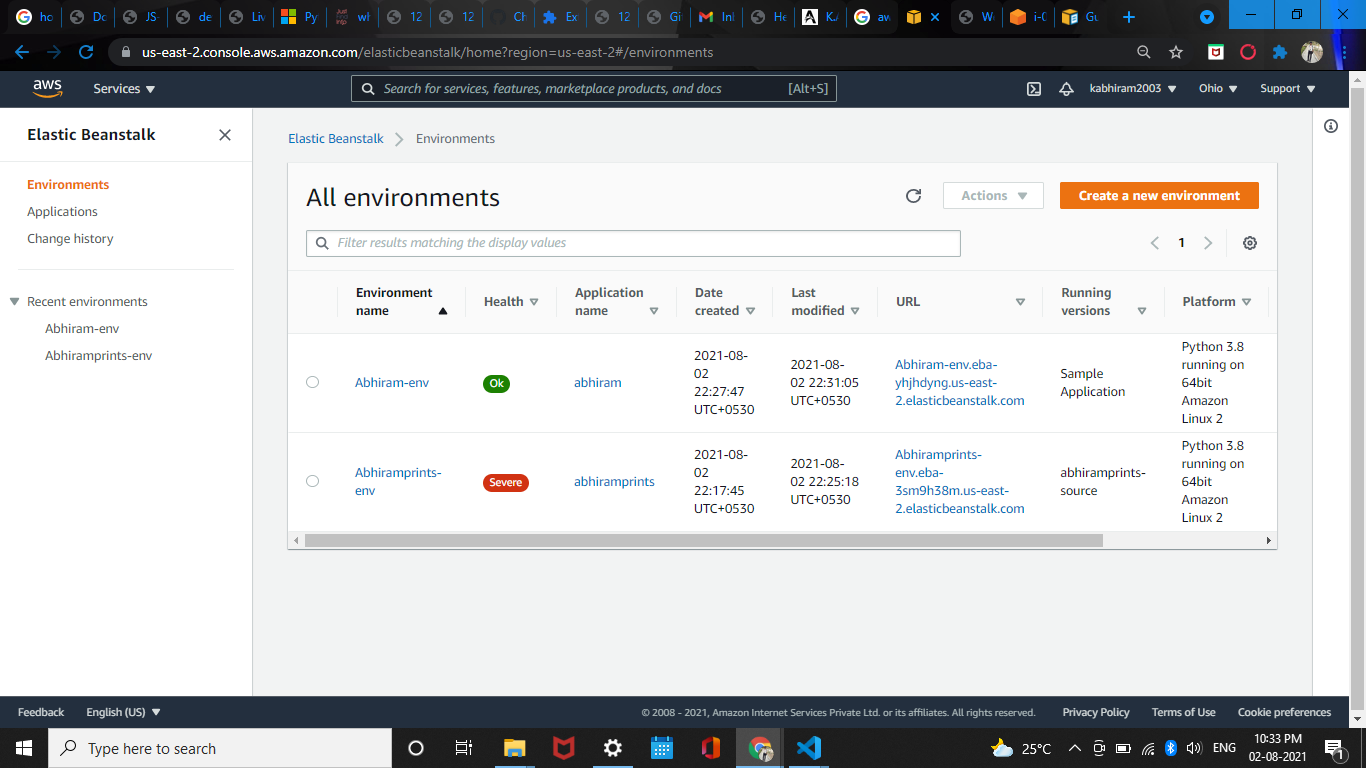 ho
Do
JS
de
Liv
Py
wh
12
12
Ch
Ex
12
Gi
Inl
He
K.A
aw
W
i-0
Gu
us-east-2.console.aws.amazon.com/elasticbeanstalk/home?region=us-east-2#/environments
aws
Services
Search for services, features, marketplace products, and docs
[Alt+S]
kabhiram2003
Ohio
Support
Elastic Beanstalk
Environments
Applications
Change history
Recent environments
Abhiram-env
Abhiramprints-env
Elastic Beanstalk
Environments
All environments
Actions
Create a new environment
Filter results matching the display values
1
Environment
name
Health
Application
name
Date
created
Last
modified
URL
Running
versions
Platform
Abhiram-env
Ok
abhiram
2021-08-
02
22:27:47
UTC+0530
2021-08-
02 22:31:05
UTC+0530
Abhiram-env.eba-
yhjhdyng.us-east-
2.elasticbeanstalk.com
Sample
Application
Python 3.8
running on
64bit
Amazon
Linux 2
Abhiramprints-
env
Severe
abhiramprints
2021-08-
02
22:17:45
UTC+0530
2021-08-
02 22:25:18
UTC+0530
Abhiramprints-
env.eba-
3sm9h38m.us-east-
2.elasticbeanstalk.com
abhiramprints-
source
Python 3.8
running on
64bit
Amazon
Linux 2
Feedback
English (US)
© 2008 - 2021, Amazon Internet Services Private Ltd. or its affiliates. All rights reserved.
Privacy Policy
Terms of Use
Cookie preferences
Type here to search
25°C
ENG
10:33 PM
02-08-2021
1